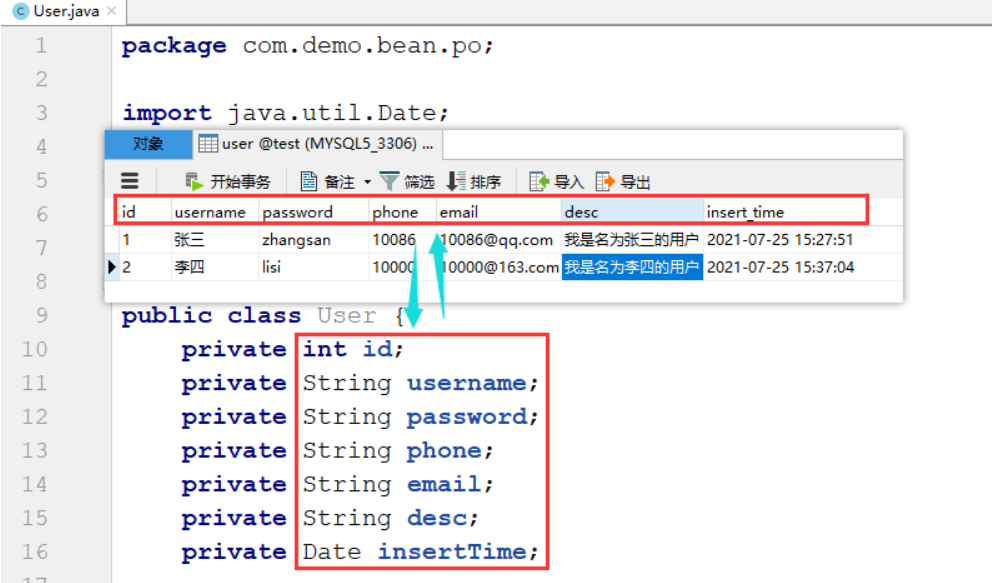 User.java ×
1 package com.demo.bean.po;
2
3 import java.util.Date;
4
对象 user @test (MYSQL5_3306) ...
5
开始事务 备注 筛选 排序 导入 导出
6
id username password phone email desc insert_time
7
1 张三 zhangsan 10086 10086@qq.com 我是名为张三的用户 2021-07-25 15:27:51
8
2 李四 lisi 10000 10000@163.com 我是名为李四的用户 2021-07-25 15:37:04
9 public class User {
10 private int id;
11 private String username;
12 private String password;
13 private String phone;
14 private String email;
15 private String desc;
16 private Date insertTime;
17